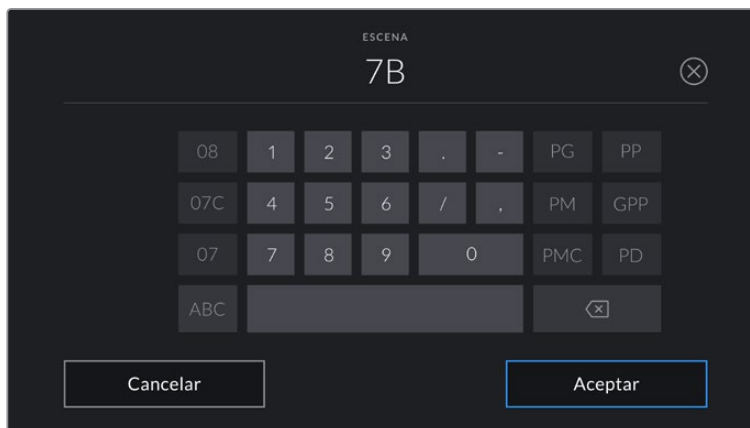 ESCENA
7B
08 1 2 3 . - PG PP
07C 4 5 6 / , PM GPP
07 7 8 9 0 PMC PD
ABC
Cancelar Aceptar